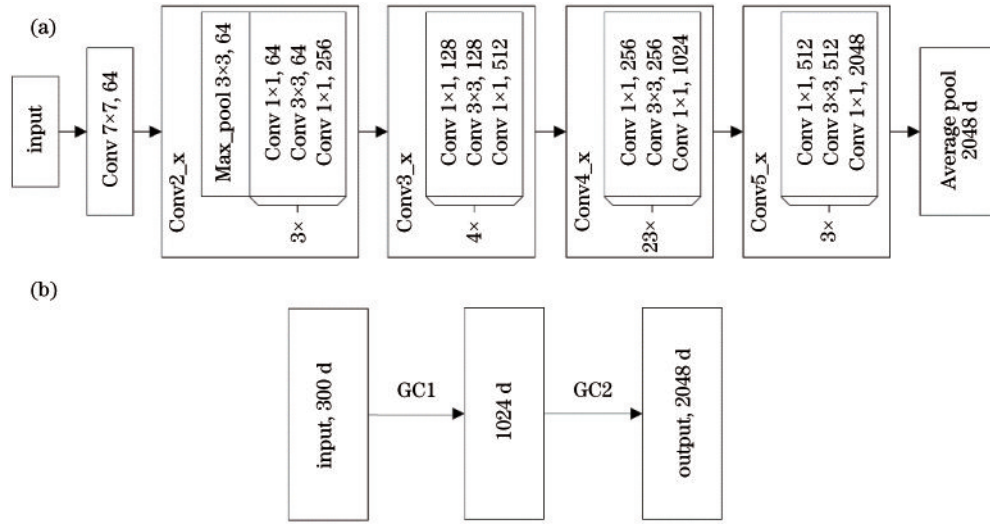 (a)
input
Conv 7×7, 64
Conv2_x
Max_pool 3×3, 64
Conv 1×1, 64
Conv 3×3, 64
Conv 1×1, 256
3×
Conv3_x
Conv 1×1, 128
Conv 3×3, 128
Conv 1×1, 512
4×
Conv4_x
Conv 1×1, 256
Conv 3×3, 256
Conv 1×1, 1024
23×
Conv5_x
Conv 1×1, 512
Conv 3×3, 512
Conv 1×1, 2048
3×
Average pool
2048 d
(b)
input, 300 d
GC1
1024 d
GC2
output, 2048 d